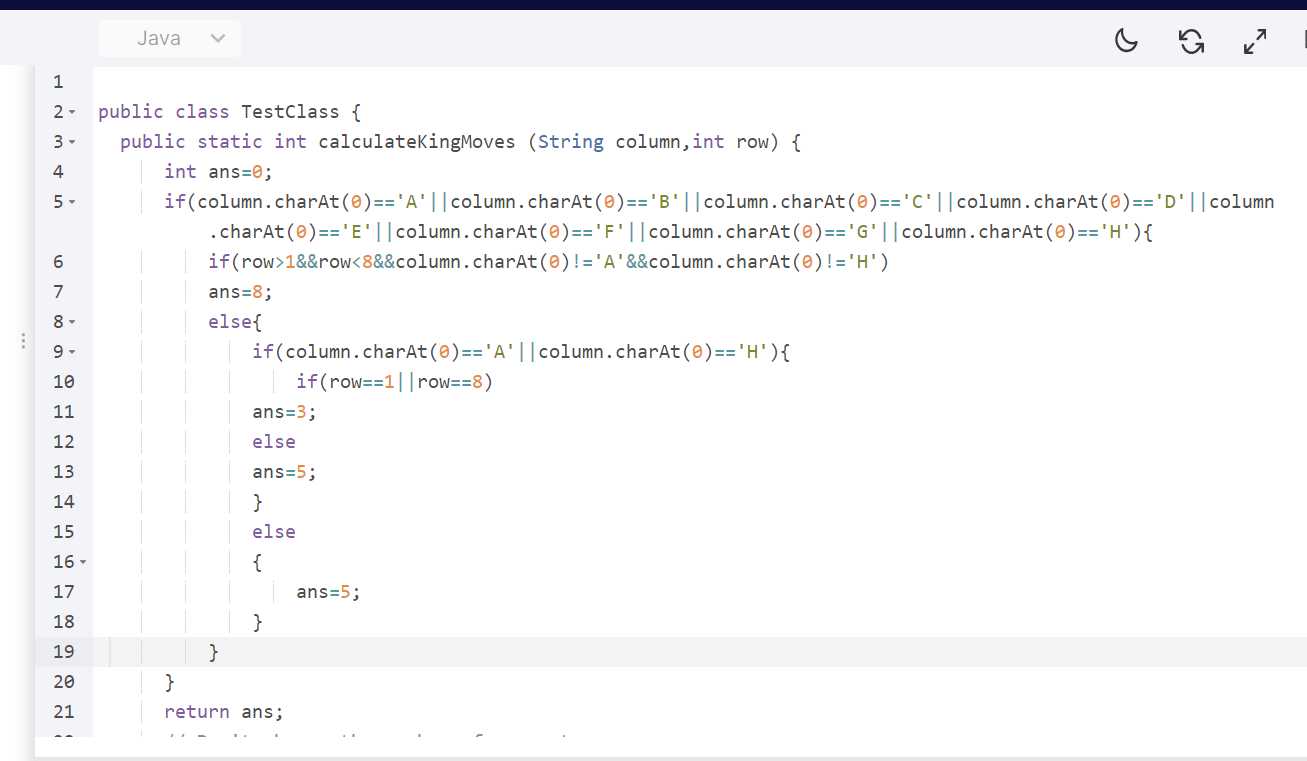 Java
1
2 public class TestClass {
3 public static int calculateKingMoves (String column,int row) {
4 int ans=0;
5 if(column.charAt(0)=='A'||column.charAt(0)=='B'||column.charAt(0)=='C'||column.charAt(0)=='D'||column
.charAt(0)=='E'||column.charAt(0)=='F'||column.charAt(0)=='G'||column.charAt(0)=='H'){
6 if(row>1&&row<8&&column.charAt(0)!='A'&&column.charAt(0)!='H')
7 ans=8;
8 else{
9 if(column.charAt(0)=='A'||column.charAt(0)=='H'){
10 if(row==1||row==8)
11 ans=3;
12 else
13 ans=5;
14 }
15 else
16 {
17 ans=5;
18 }
19 }
20 }
21 return ans;